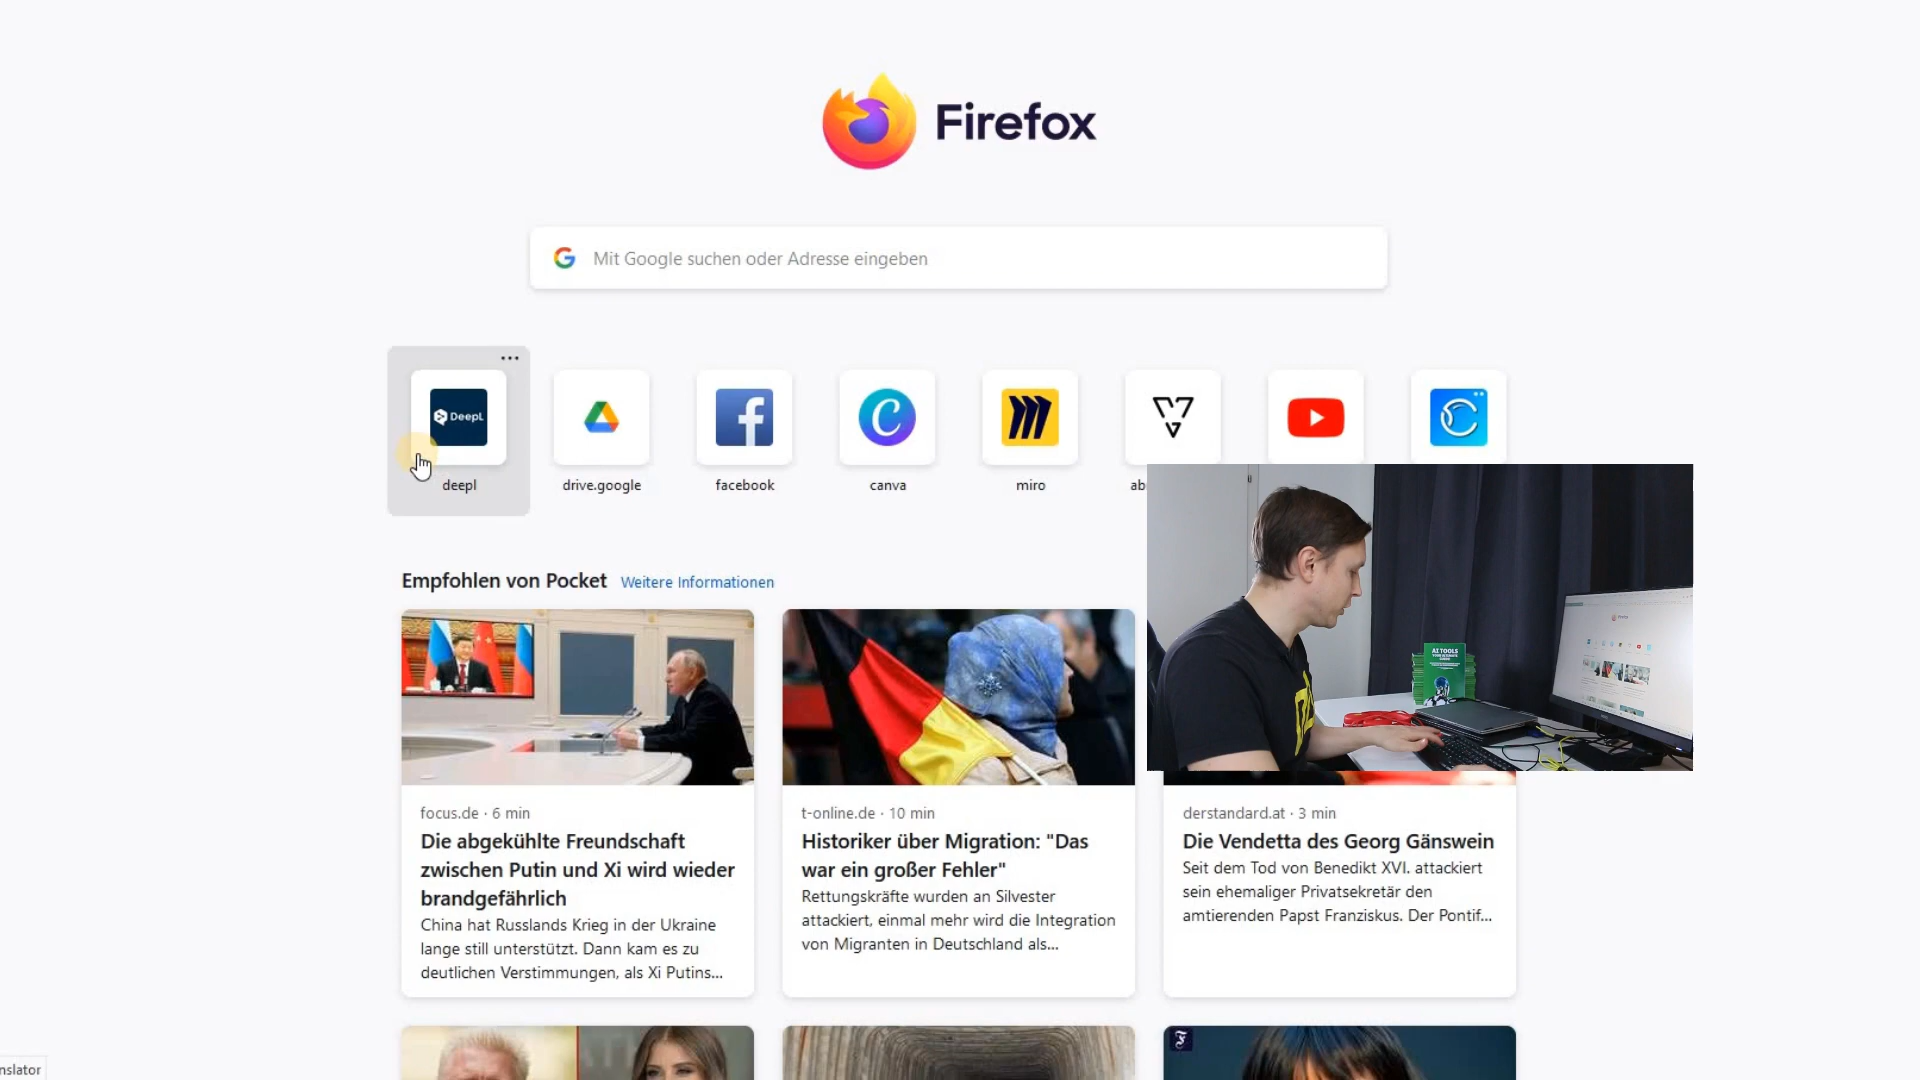 Firefox
Mit Google suchen oder Adresse eingeben
DeepL
deepl
drive.google
facebook
canva
miro
ab
Empfohlen von Pocket Weitere Informationen
AI TOOLS
focus.de · 6 min
Die abgekühlte Freundschaft
zwischen Putin und Xi wird wieder
brandgefährlich
China hat Russlands Krieg in der Ukraine
lange still unterstützt. Dann kam es zu
deutlichen Verstimmungen, als Xi Putins...
t-online.de · 10 min
Historiker über Migration: "Das
war ein großer Fehler"
Rettungskräfte wurden an Silvester
attackiert, einmal mehr wird die Integration
von Migranten in Deutschland als...
derstandard.at · 3 min
Die Vendetta des Georg Gänswein
Seit dem Tod von Benedikt XVI. attackiert
sein ehemaliger Privatsekretär den
amtierenden Papst Franziskus. Der Pontif...
nslator